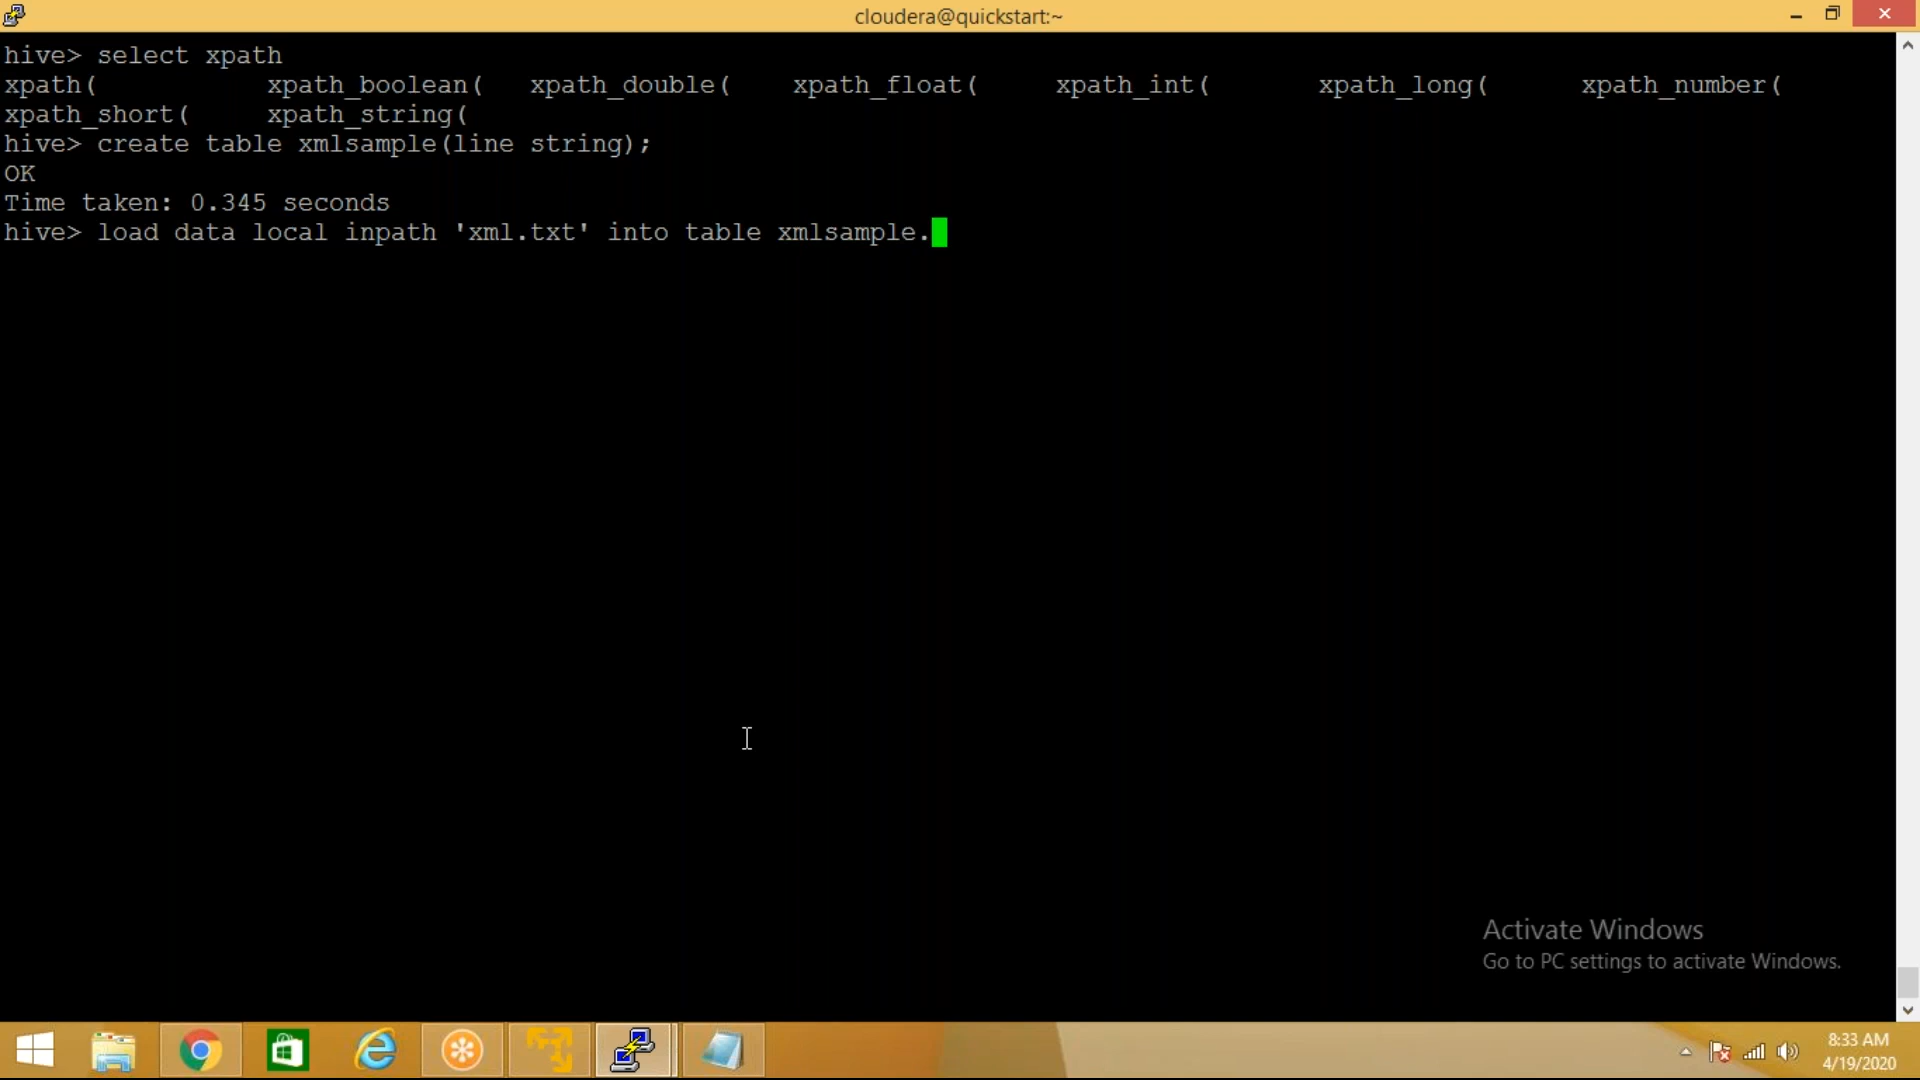 cloudera@quickstart:~
hive> select xpath
xpath( xpath_boolean( xpath_double( xpath_float( xpath_int( xpath_long( xpath_number(
xpath_short( xpath_string(
hive> create table xmlsample(line string);
OK
Time taken: 0.345 seconds
hive> load data local inpath 'xml.txt' into table xmlsample.
Activate Windows
Go to PC settings to activate Windows.
8:33 AM
4/19/2020